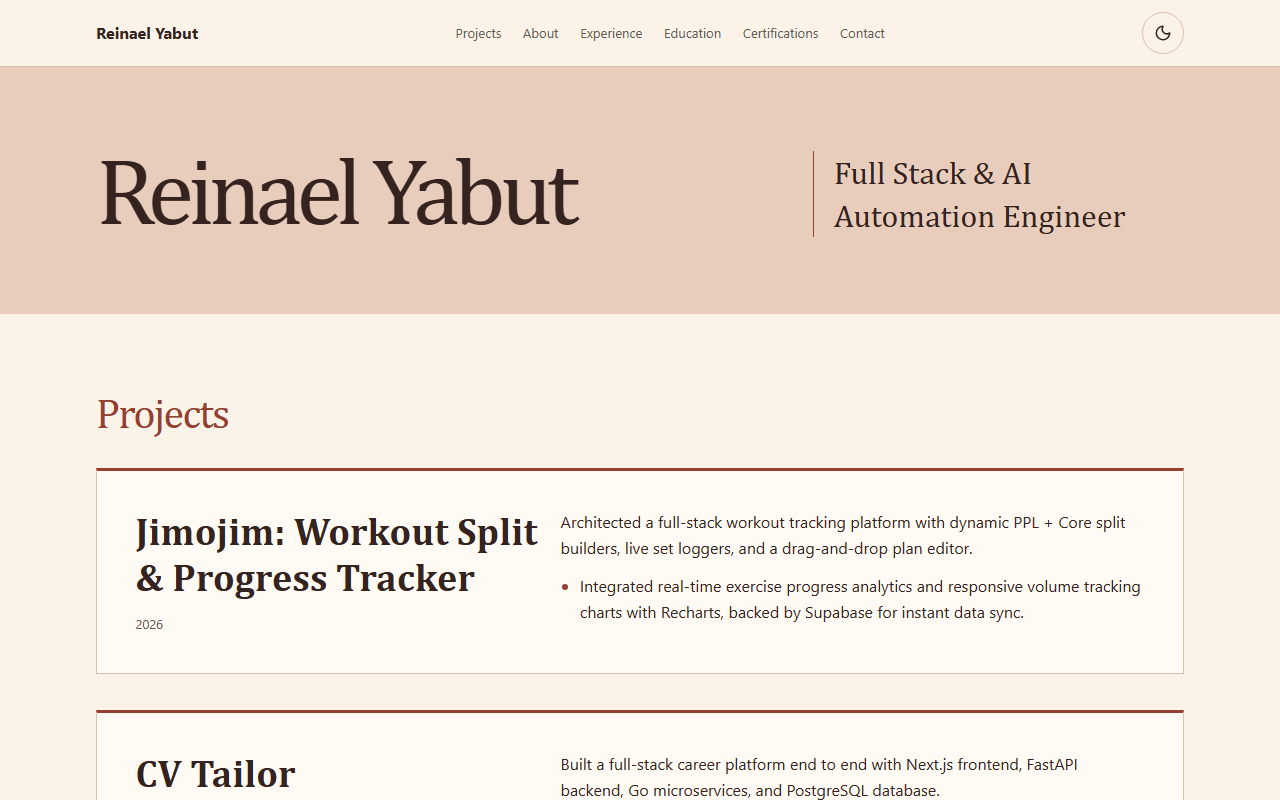 Reinael Yabut
Projects
About
Experience
Education
Certifications
Contact
Reinael Yabut
Full Stack & AI
Automation Engineer
Projects
Jimojim: Workout Split
& Progress Tracker
2026
Architected a full-stack workout tracking platform with dynamic PPL + Core split
builders, live set loggers, and a drag-and-drop plan editor.
Integrated real-time exercise progress analytics and responsive volume tracking
charts with Recharts, backed by Supabase for instant data sync.
CV Tailor
Built a full-stack career platform end to end with Next.js frontend, FastAPI
backend, Go microservices, and PostgreSQL database.